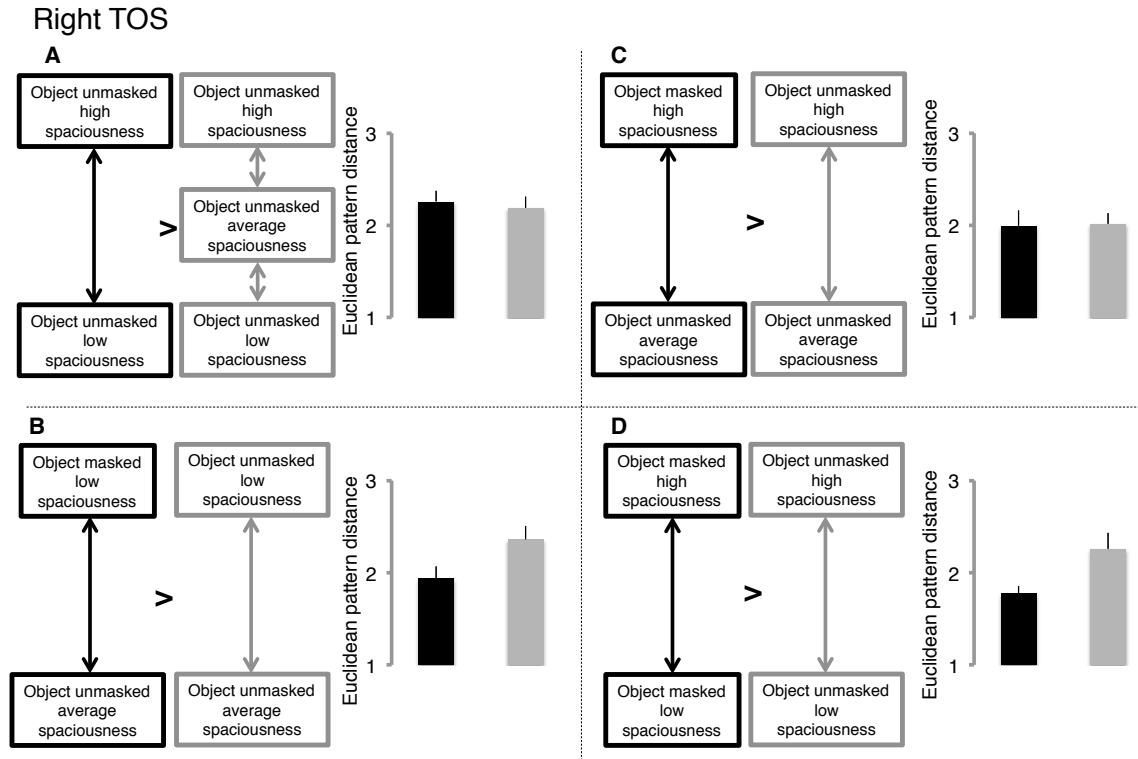 Right TOS
A
Object unmasked
high
spaciousness
Object unmasked
high
spaciousness
>
Object unmasked
average
spaciousness
Object unmasked
low
spaciousness
Object unmasked
low
spaciousness
Euclidean pattern distance
3
2
1
C
Object masked
high
spaciousness
Object unmasked
high
spaciousness
>
Object unmasked
average
spaciousness
Object unmasked
average
spaciousness
Euclidean pattern distance
3
2
1
B
Object masked
low
spaciousness
Object unmasked
low
spaciousness
>
Object unmasked
average
spaciousness
Object unmasked
average
spaciousness
Euclidean pattern distance
3
2
1
D
Object masked
high
spaciousness
Object unmasked
high
spaciousness
>
Object masked
low
spaciousness
Object unmasked
low
spaciousness
Euclidean pattern distance
3
2
1